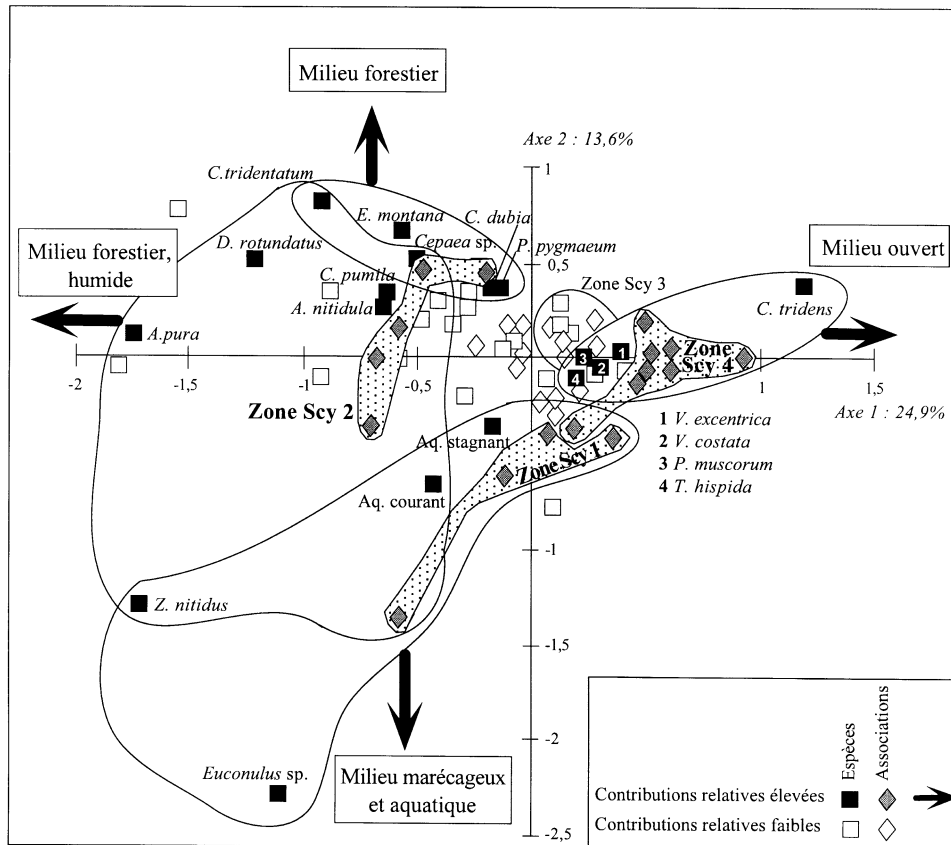 Milieu forestier
Axe 2 : 13,6%
1
C.tridentatum
E. montana
C. dubia
Milieu forestier,
humide
D. rotundatus
Cepaea sp.
P. pygmaeum
Milieu ouvert
0,5
C. pumila
Zone Scy 3
C. tridens
A. nitidula
A.pura
1
3
2
4
Zone
Scy 4
-2
-1,5
-0,5
1
1,5
Zone Scy 2
Axe 1 : 24,9%
1 V. excentrica
2 V. costata
3 P. muscorum
4 T. hispida
Aq. stagnant
Zone Scy 1
Aq. courant
-1
Z. nitidus
-1,5
Euconulus sp.
Milieu marécageux
et aquatique
-2
-2,5
Espèces
Associations
Contributions relatives élevées
Contributions relatives faibles